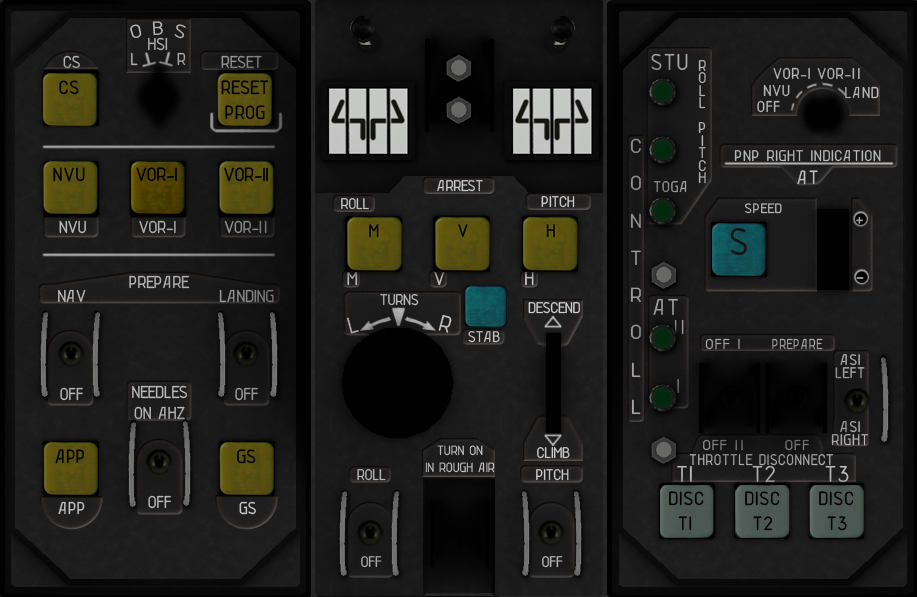 O B S
HSI
L R
CS
RESET
CS
RESET
PROG
NVU
VOR-I
VOR-II
NVU
VOR-I
VOR-II
PREPARE
NAV
LANDING
OFF
OFF
NEEDLES
ON AHZ
OFF
APP
GS
APP
GS
ARREST
ROLL
PITCH
M
V
H
M
V
H
TURNS
L R
STAB
DESCEND
CLIMB
TURN ON
IN ROUGH AIR
ROLL
PITCH
OFF
OFF
STU
ROLL PITCH
TOGA
CONTROLL
AT
II
I
VOR-I VOR-II
NVU
LAND
OFF
PNP RIGHT INDICATION
AT
SPEED
S
+
-
OFF I
PREPARE
OFF II
OFF
ASI
LEFT
ASI
RIGHT
THROTTLE DISCONNECT
T1 T2 T3
DISC
T1
DISC
T2
DISC
T3